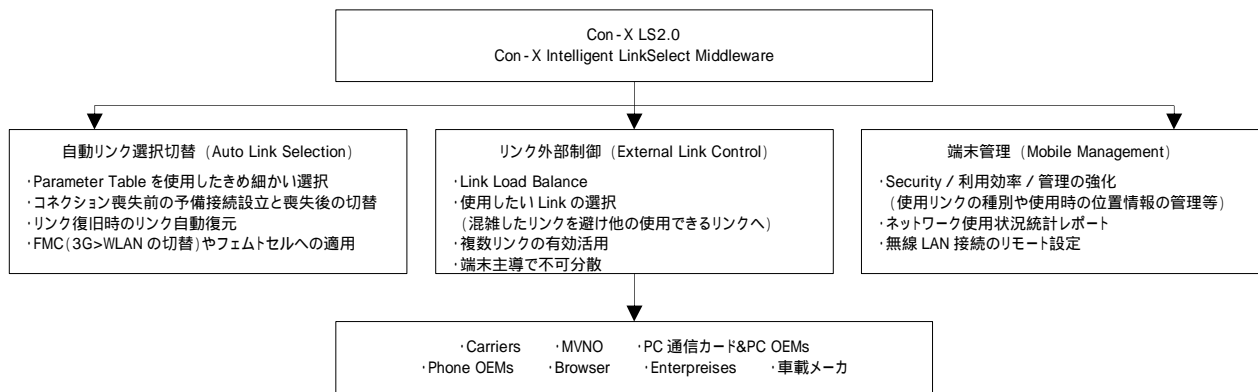 Con-X LS2.0
Con-X Intelligent LinkSelect Middleware
自動リンク選択切替 (Auto Link Selection)
·Parameter Table を使用したきめ細かい選択
·コネクション喪失前の予備接続設立と喪失後の切替
·リンク復旧時のリンク自動復元
·FMC(3G>WLAN の切替)やフェムトセルへの適用
リンク外部制御 (External Link Control)
·Link Load Balance
·使用したい Link の選択
(混雑したリンクを避け他の使用できるリンクへ)
·複数リンクの有効活用
·端末主導で不可分散
端末管理 (Mobile Management)
·Security / 利用効率 / 管理の強化
(使用リンクの種別や使用時の位置情報の管理等)
·ネットワーク使用状況統計レポート
·無線 LAN 接続のリモート設定
·Carriers ·MVNO ·PC 通信カード&PC OEMs
·Phone OEMs ·Browser ·Enterpreises ·車載メーカ